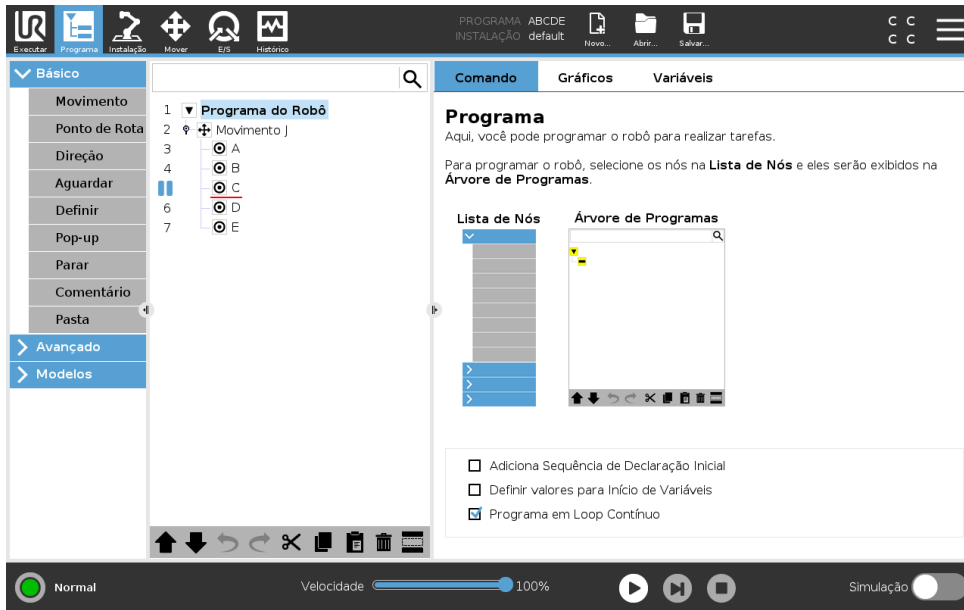 UR
Executar
Programa
Instalação
Mover
E/S
Histórico
PROGRAMA ABCDE
INSTALAÇÃO default
Novo...
Abrir...
Salvar...
C C
C C
Básico
Movimento
Ponto de Rota
Direção
Aguardar
Definir
Pop-up
Parar
Comentário
Pasta
Avançado
Modelos
1 Programa do Robô
2 Movimento J
3 A
4 B
C
6 D
7 E
Comando
Gráficos
Variáveis
Programa
Aqui, você pode programar o robô para realizar tarefas.
Para programar o robô, selecione os nós na Lista de Nós e eles serão exibidos na
Árvore de Programas.
Lista de Nós
Árvore de Programas
Adiciona Sequência de Declaração Inicial
Definir valores para Início de Variáveis
Programa em Loop Contínuo
Normal
Velocidade
100%
Simulação